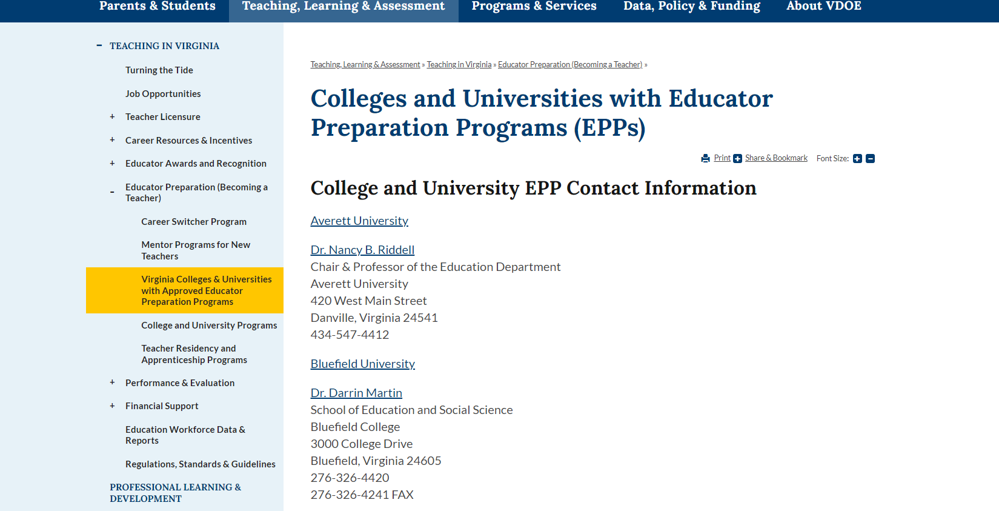 Parents & Students Teaching, Learning & Assessment Programs & Services Data, Policy & Funding About VDOE
− TEACHING IN VIRGINIA
Turning the Tide
Job Opportunities
+ Teacher Licensure
+ Career Resources & Incentives
+ Educator Awards and Recognition
- Educator Preparation (Becoming a
Teacher)
Career Switcher Program
Mentor Programs for New
Teachers
Virginia Colleges & Universities
with Approved Educator
Preparation Programs
College and University Programs
Teacher Residency and
Apprenticeship Programs
+ Performance & Evaluation
+ Financial Support
Education Workforce Data &
Reports
Regulations, Standards & Guidelines
PROFESSIONAL LEARNING &
DEVELOPMENT
Teaching, Learning & Assessment » Teaching in Virginia » Educator Preparation (Becoming a Teacher) »
Colleges and Universities with Educator
Preparation Programs (EPPs)
Print + Share & Bookmark Font Size: + −
College and University EPP Contact Information
Averett University
Dr. Nancy B. Riddell
Chair & Professor of the Education Department
Averett University
420 West Main Street
Danville, Virginia 24541
434-547-4412
Bluefield University
Dr. Darrin Martin
School of Education and Social Science
Bluefield College
3000 College Drive
Bluefield, Virginia 24605
276-326-4420
276-326-4241 FAX